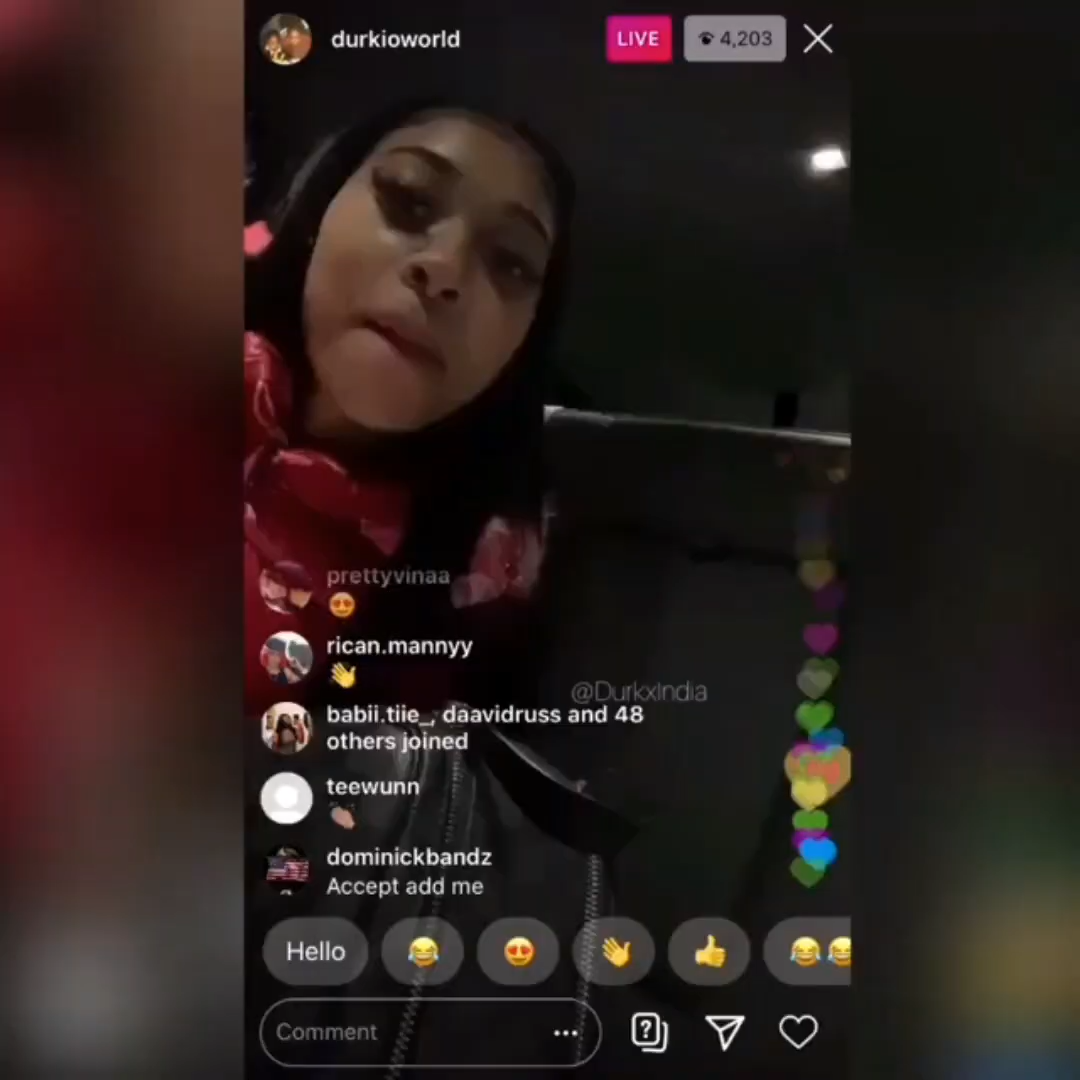 durkioworld
LIVE
4,203
prettyvinaa
😍
rican.mannyy
👋
@DurkxIndia
babii.tiie_, daavidruss and 48
others joined
teewunn
👏🏻
dominickbandz
Accept add me
Hello 😂 😍 👋 👍 😂😂
Comment